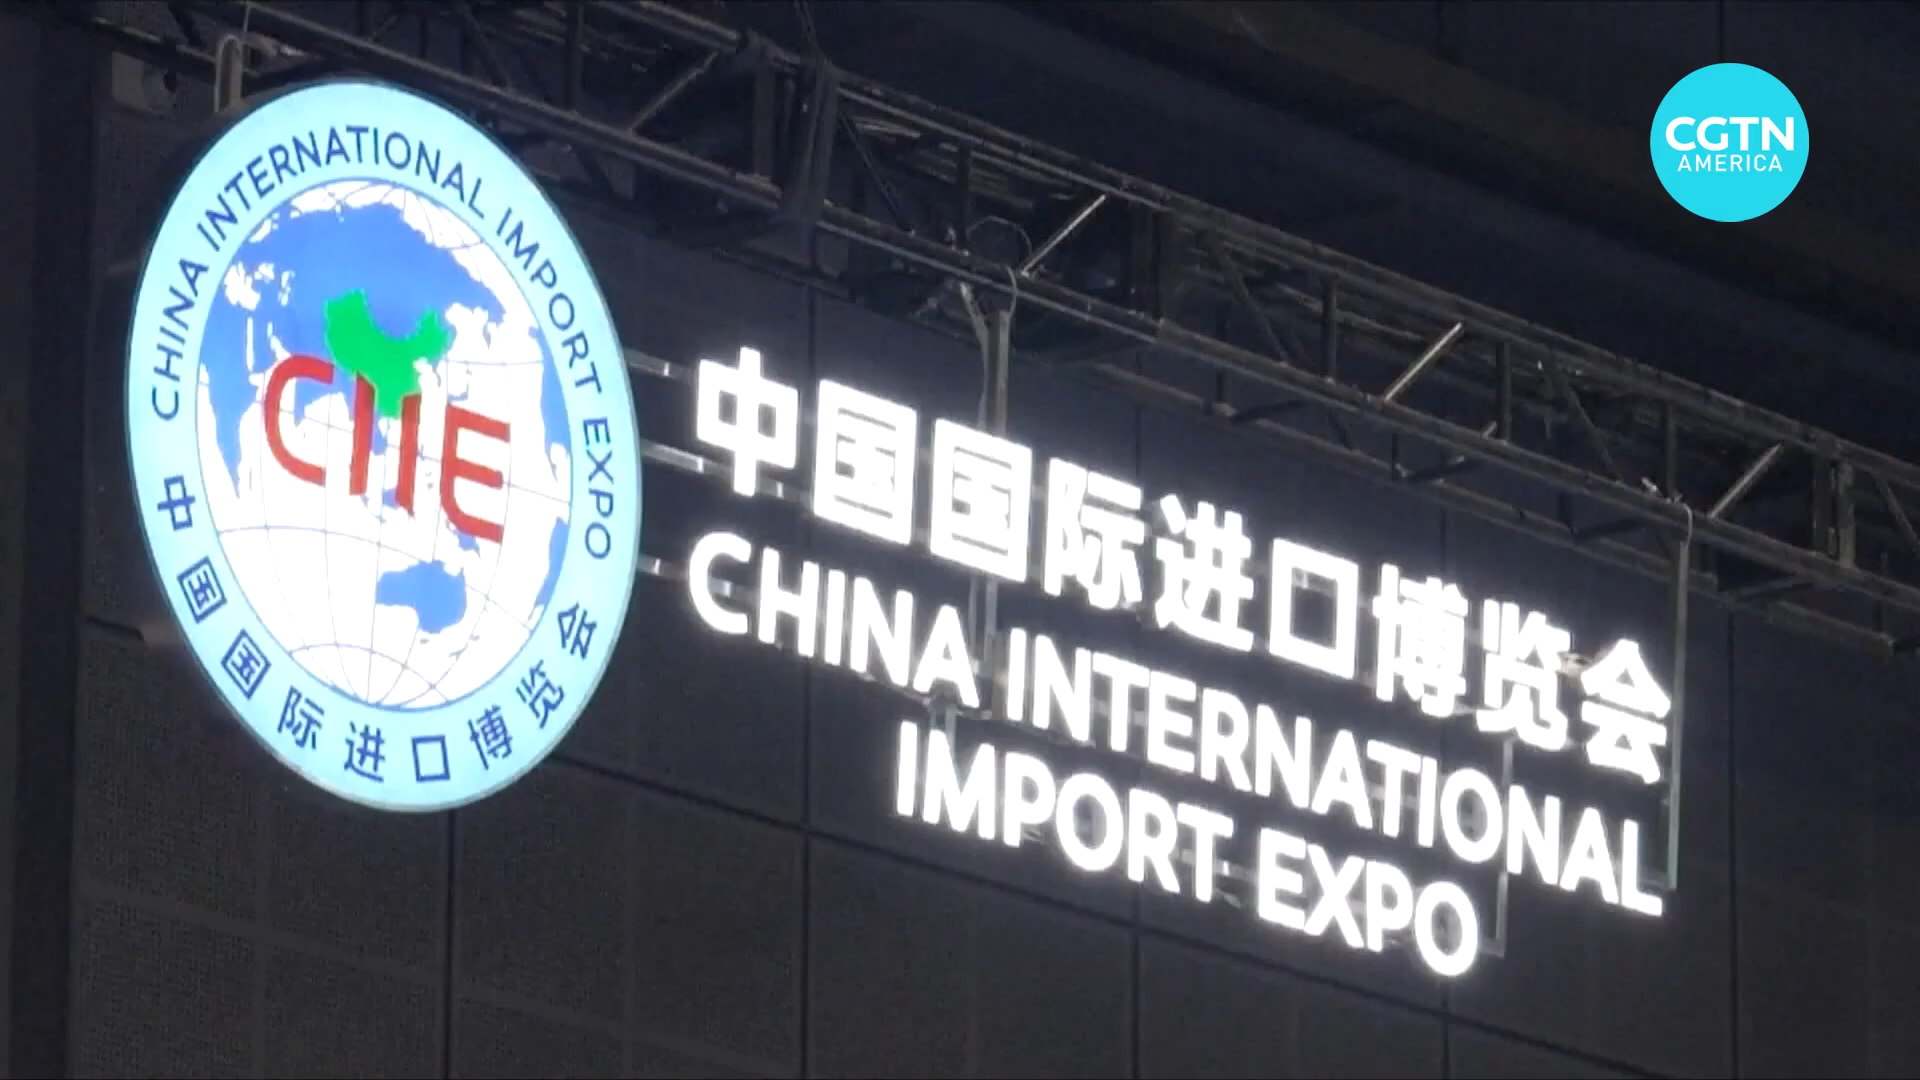 CHINA INTERNATIONAL IMPORT EXPO
CIIE
中国国际进口博览会
中国国际进口博览会
CHINA INTERNATIONAL
IMPORT EXPO
CGTN
AMERICA